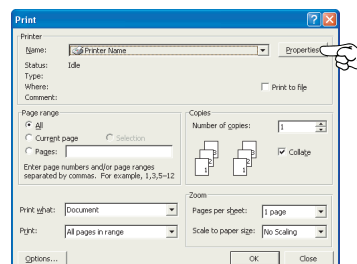 Print
Printer
Name: Printer Name Properties
Status: Idle
Type:
Where: Print to file
Comment:
Page range
All
Current page Selection
Pages:
Enter page numbers and/or page ranges
separated by commas. For example, 1,3,5–12
Copies
Number of copies: 1
Collate
Print what: Document
Print: All pages in range
Zoom
Pages per sheet: 1 page
Scale to paper size: No Scaling
Options... OK Close